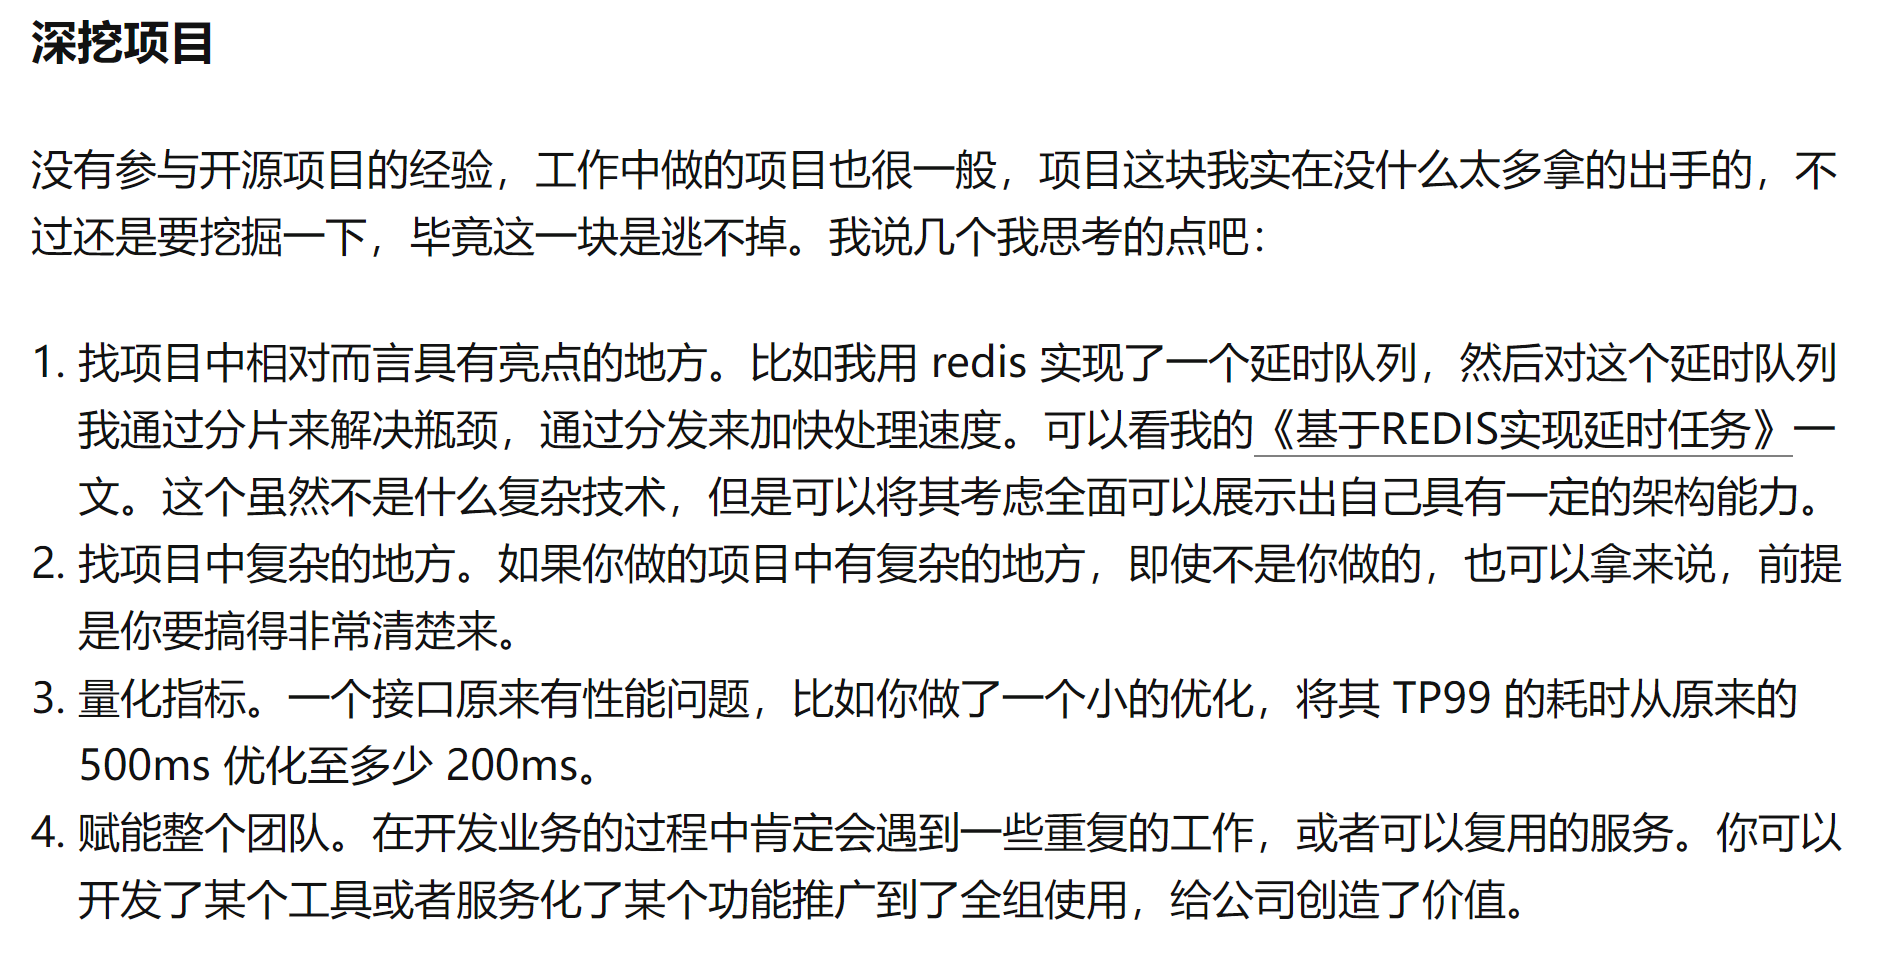 深挖项目
没有参与开源项目的经验，工作中做的项目也很一般，项目这块我实在没什么太多拿的出手的，不
过还是要挖掘一下，毕竟这一块是逃不掉。我说几个我思考的点吧：
1. 找项目中相对而言具有亮点的地方。比如我用 redis 实现了一个延时队列，然后对这个延时队列
我通过分片来解决瓶颈，通过分发来加快处理速度。可以看我的《基于REDIS实现延时任务》一
文。这个虽然不是什么复杂技术，但是可以将其考虑全面可以展示出自己具有一定的架构能力。
2. 找项目中复杂的地方。如果你做的项目中有复杂的地方，即使不是你做的，也可以拿来说，前提
是你要搞得非常清楚来。
3. 量化指标。一个接口原来有性能问题，比如你做了一个小的优化，将其 TP99 的耗时从原来的
500ms 优化至多少 200ms。
4. 赋能整个团队。在开发业务的过程中肯定会遇到一些重复的工作，或者可以复用的服务。你可以
开发了某个工具或者服务化了某个功能推广到了全组使用，给公司创造了价值。